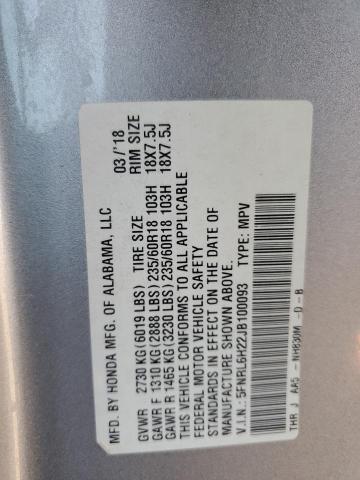 MFD. BY HONDA MFG. OF ALABAMA, LLC 03/'18
GVWR 2730 KG(6019 LBS) TIRE SIZE RIM SIZE
GAWR F 1310 KG(2888 LBS) 235/60R18 103H 18X7.5J
GAWR R 1465 KG(3230 LBS) 235/60R18 103H 18X7.5J
THIS VEHICLE CONFORMS TO ALL APPLICABLE
FEDERAL MOTOR VEHICLE SAFETY
STANDARDS IN EFFECT ON THE DATE OF
MANUFACTURE SHOWN ABOVE.
V.I.N.: 5FNRL6H22JB100093 TYPE: MPV
THR J AA5 -NH830M -D-B